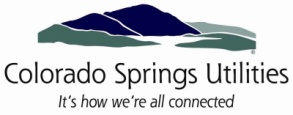 Colorado Springs Utilities
It's how we're all connected